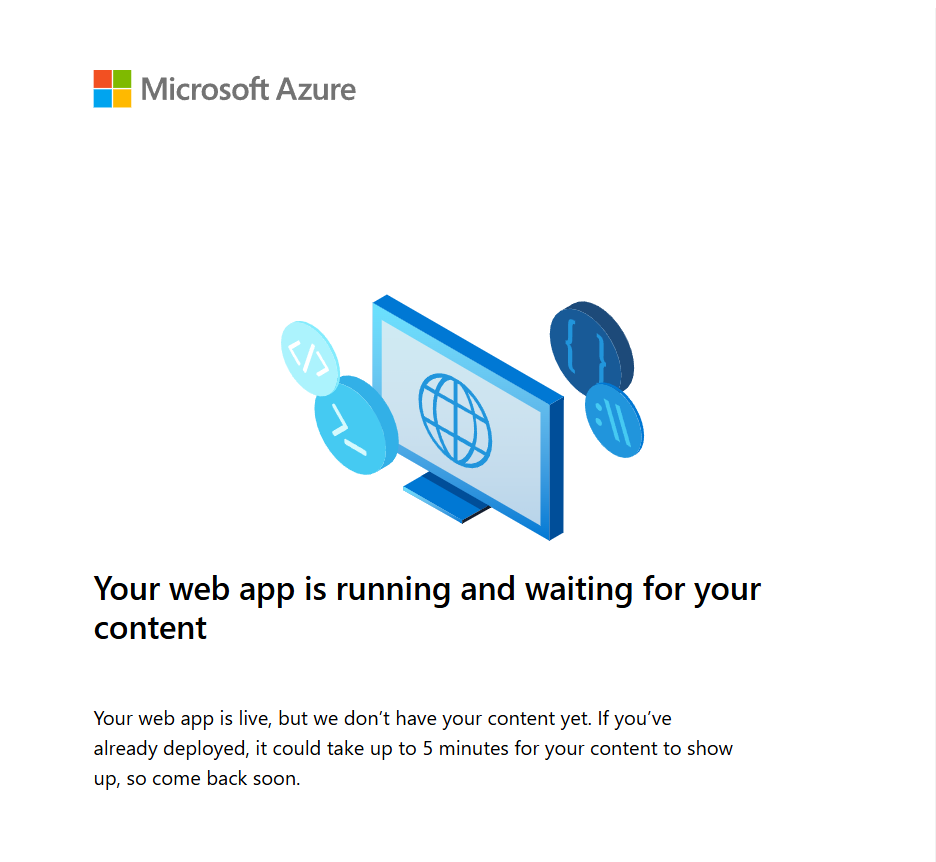 Microsoft Azure
</>
>_
{ }
:\\
Your web app is running and waiting for your
content
Your web app is live, but we don’t have your content yet. If you’ve
already deployed, it could take up to 5 minutes for your content to show
up, so come back soon.